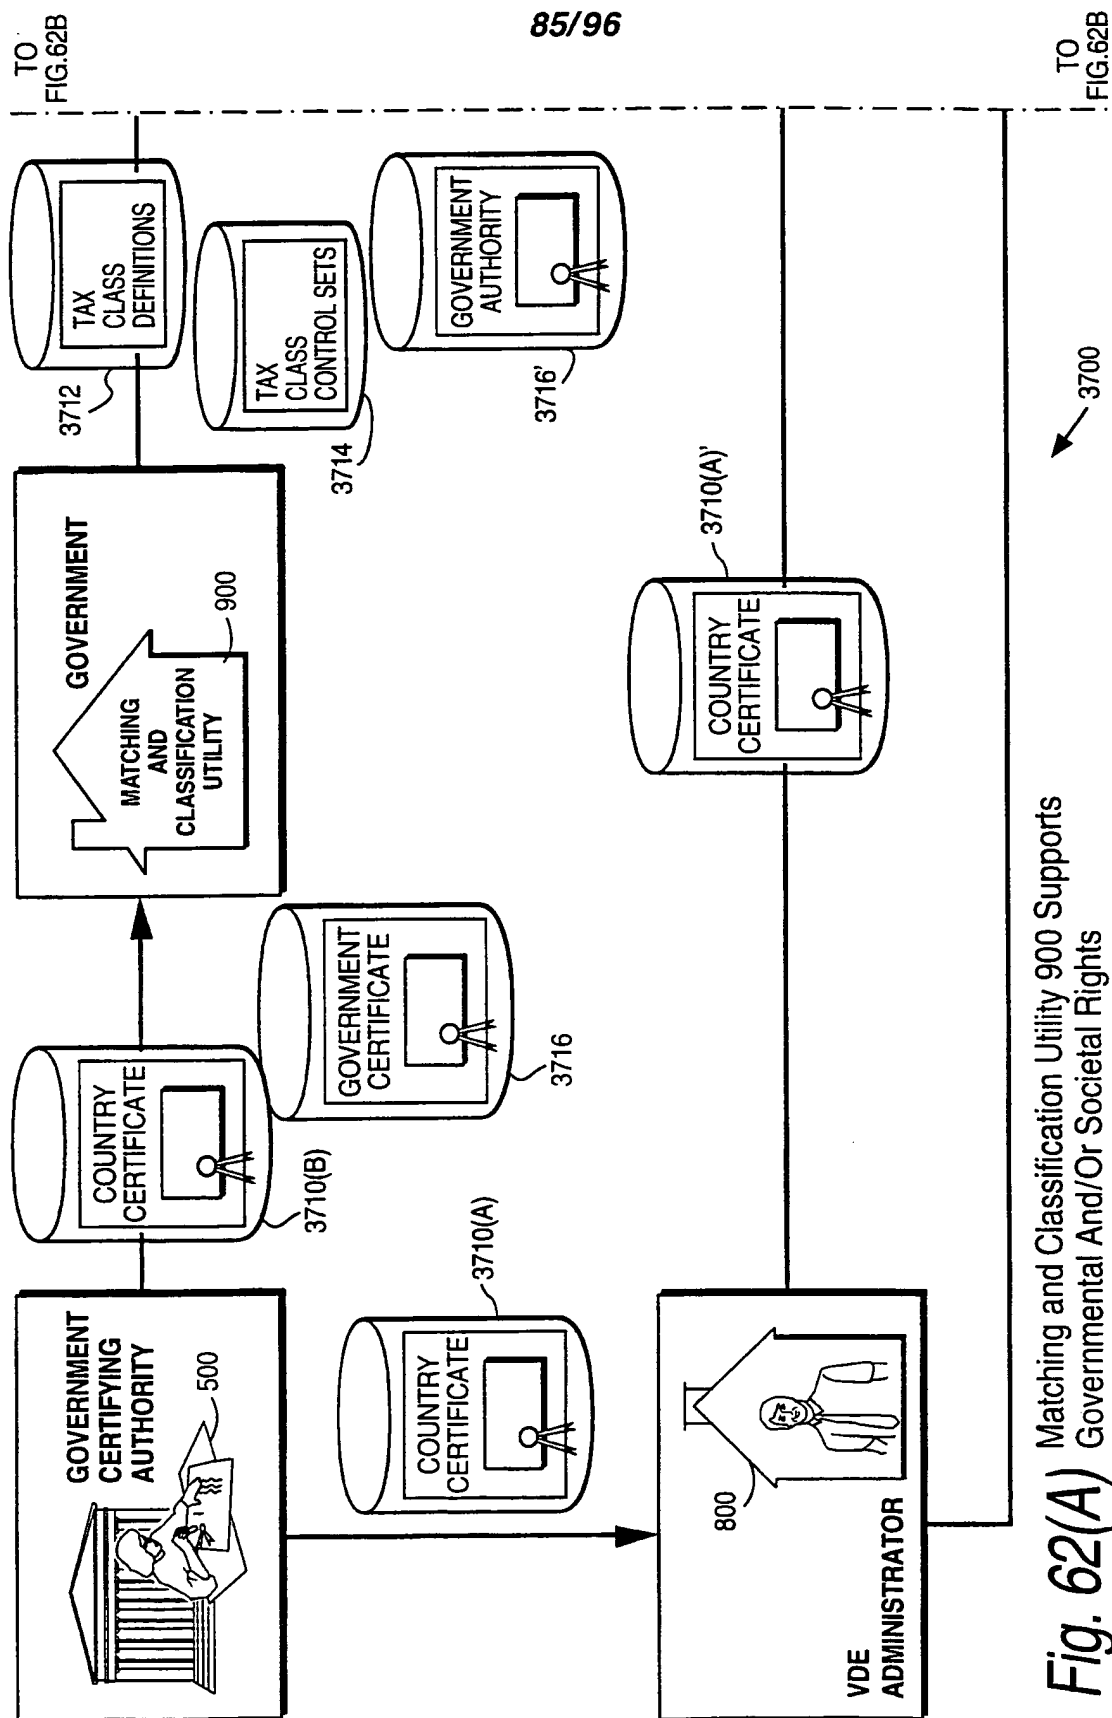 85/96
TO
FIG.62B
GOVERNMENT
CERTIFYING
AUTHORITY
500
COUNTRY
CERTIFICATE
3710(B)
GOVERNMENT
CERTIFICATE
3716
GOVERNMENT
MATCHING
AND
CLASSIFICATION
UTILITY
900
TAX
CLASS
DEFINITIONS
3712
TAX
CLASS
CONTROL SETS
3714
GOVERNMENT
AUTHORITY
3716'
COUNTRY
CERTIFICATE
3710(A)
COUNTRY
CERTIFICATE
3710(A)'
800
VDE
ADMINISTRATOR
3700
TO
FIG.62B
Fig. 62(A) Matching and Classification Utility 900 Supports
Governmental And/Or Societal Rights